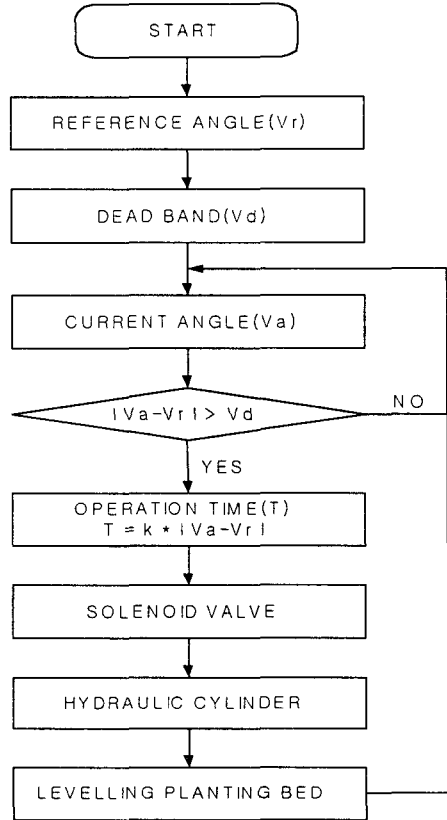 START
REFERENCE ANGLE(Vr)
DEAD BAND(Vd)
CURRENT ANGLE(Va)
|Va-Vr|> Vd
NO
YES
OPERATION TIME(T)
T = k * |Va-Vr|
SOLENOID VALVE
HYDRAULIC CYLINDER
LEVELLING PLANTING BED